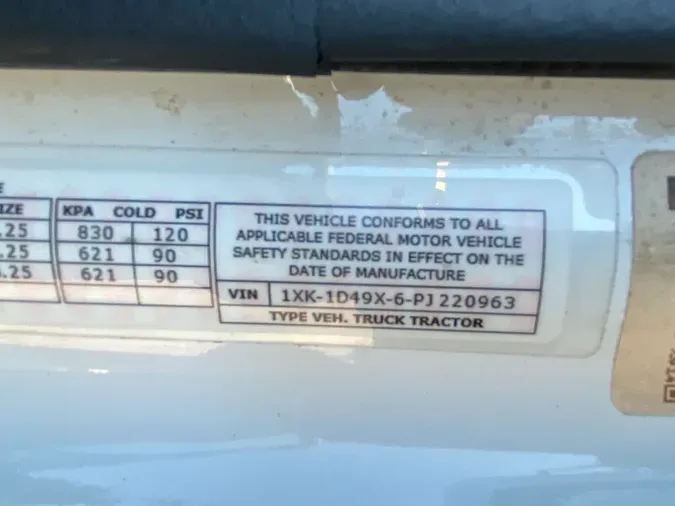 E
IZE KPA COLD PSI
.25 830 120
.25 621 90
.25 621 90
THIS VEHICLE CONFORMS TO ALL
APPLICABLE FEDERAL MOTOR VEHICLE
SAFETY STANDARDS IN EFFECT ON THE
DATE OF MANUFACTURE
VIN 1XK-1D49X-6-PJ 220963
TYPE VEH. TRUCK TRACTOR